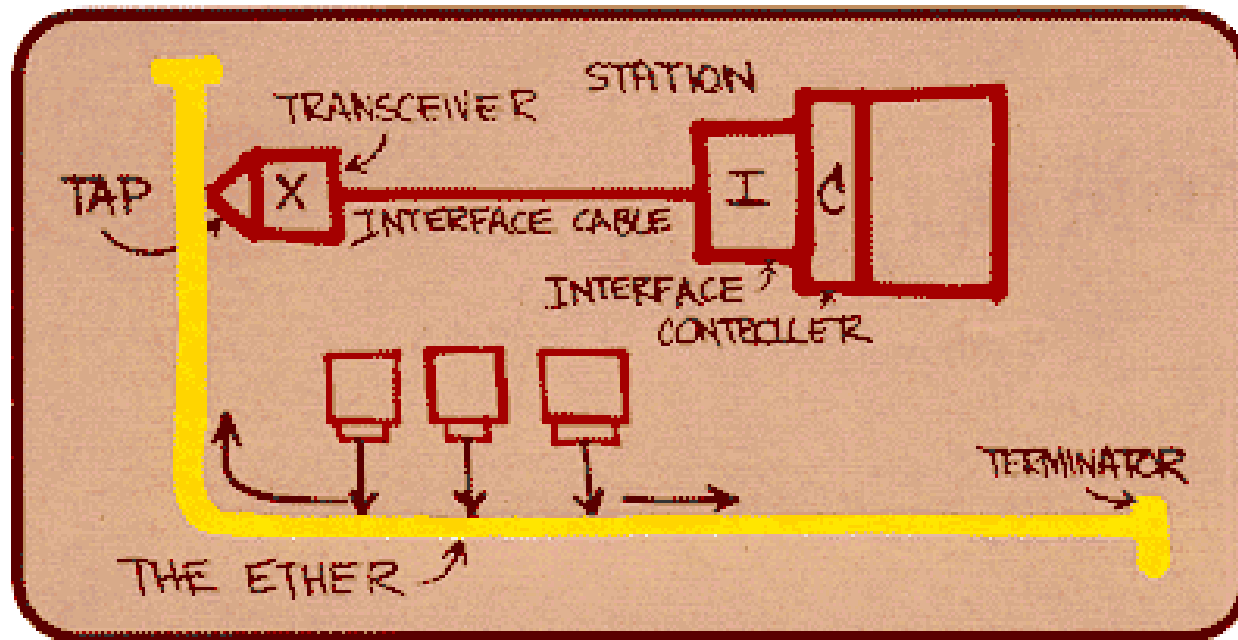 STATION
TRANSCEIVER
TAP
X
I
C
INTERFACE CABLE
INTERFACE
CONTROLLER
TERMINATOR
THE ETHER